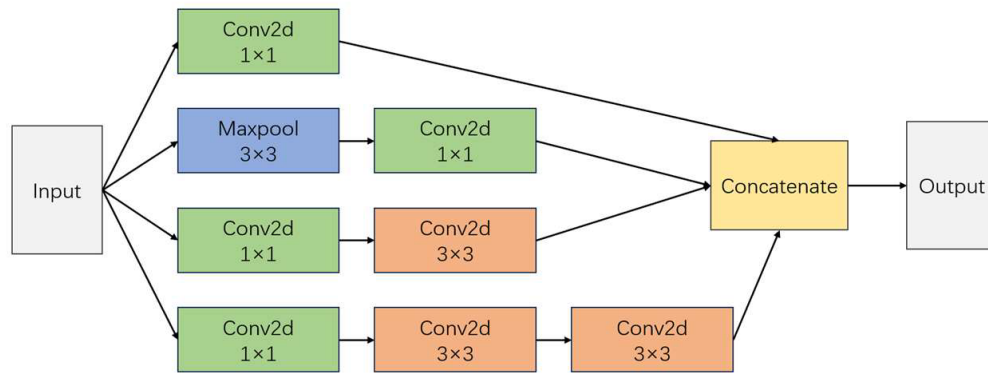 Input
Conv2d
1×1
Maxpool
3×3
Conv2d
1×1
Conv2d
1×1
Conv2d
3×3
Conv2d
1×1
Conv2d
3×3
Conv2d
3×3
Concatenate
Output